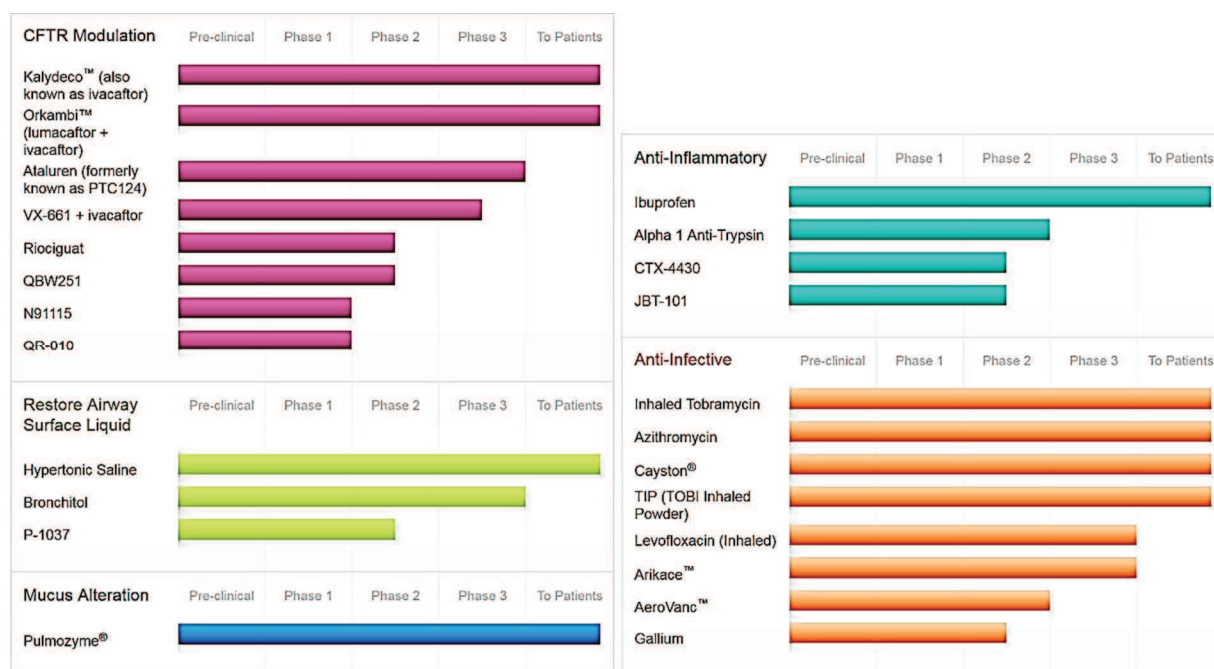 CFTR Modulation Pre-clinical Phase 1 Phase 2 Phase 3 To Patients
Kalydeco™ (also
known as ivacaftor)
Orkambi™
(lumacaftor +
ivacaftor)
Ataluren (formerly
known as PTC124)
VX-661 + ivacaftor
Riociguat
QBW251
N91115
QR-010
Restore Airway
Surface Liquid
Pre-clinical Phase 1 Phase 2 Phase 3 To Patients
Hypertonic Saline
Bronchitol
P-1037
Mucus Alteration Pre-clinical Phase 1 Phase 2 Phase 3 To Patients
Pulmozyme®
Anti-Inflammatory Pre-clinical Phase 1 Phase 2 Phase 3 To Patients
Ibuprofen
Alpha 1 Anti-Trypsin
CTX-4430
JBT-101
Anti-Infective Pre-clinical Phase 1 Phase 2 Phase 3 To Patients
Inhaled Tobramycin
Azithromycin
Cayston®
TIP (TOBI Inhaled
Powder)
Levofloxacin (Inhaled)
Arikace™
AeroVanc™
Gallium